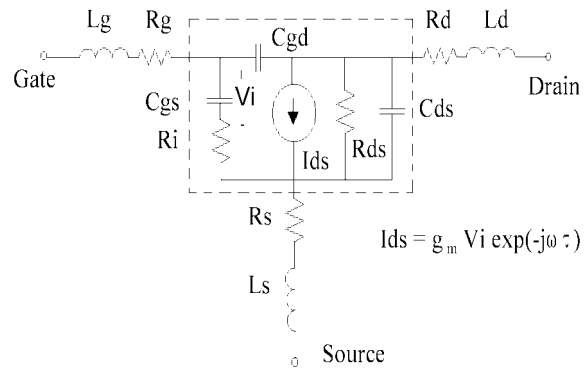 Lg Rg Cgd Rd Ld
Gate
Drain
Cgs Vi Cds
Ri Rds
Ids
Rs
Ids = gm Vi exp(-jω τ)
Ls
Source